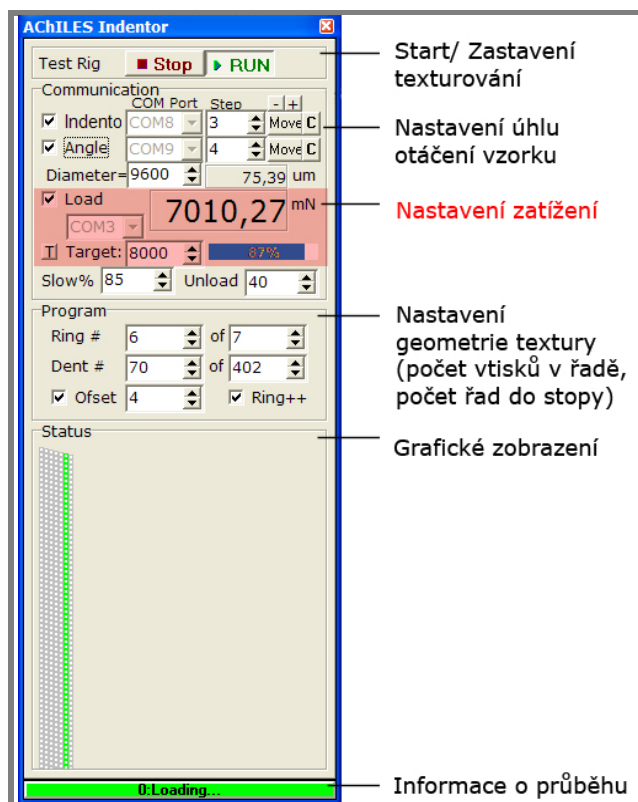 AChILES Indentor
Test Rig Stop RUN
Start/ Zastavení
texturování
Communication
COM Port Step - +
Indento COM8 3 Move C
Angle COM9 4 Move C
Nastavení úhlu
otáčení vzorku
Diameter= 9600 75,39 um
Load 7010,27 mN
COM3
Nastavení zatížení
T Target: 8000 87%
Slow% 85 Unload 40
Program
Ring # 6 of 7
Dent # 70 of 402
Ofset 4 Ring++
Nastavení
geometrie textury
(počet vtisků v řadě,
počet řad do stopy)
Status
Grafické zobrazení
0:Loading...
Informace o průběhu